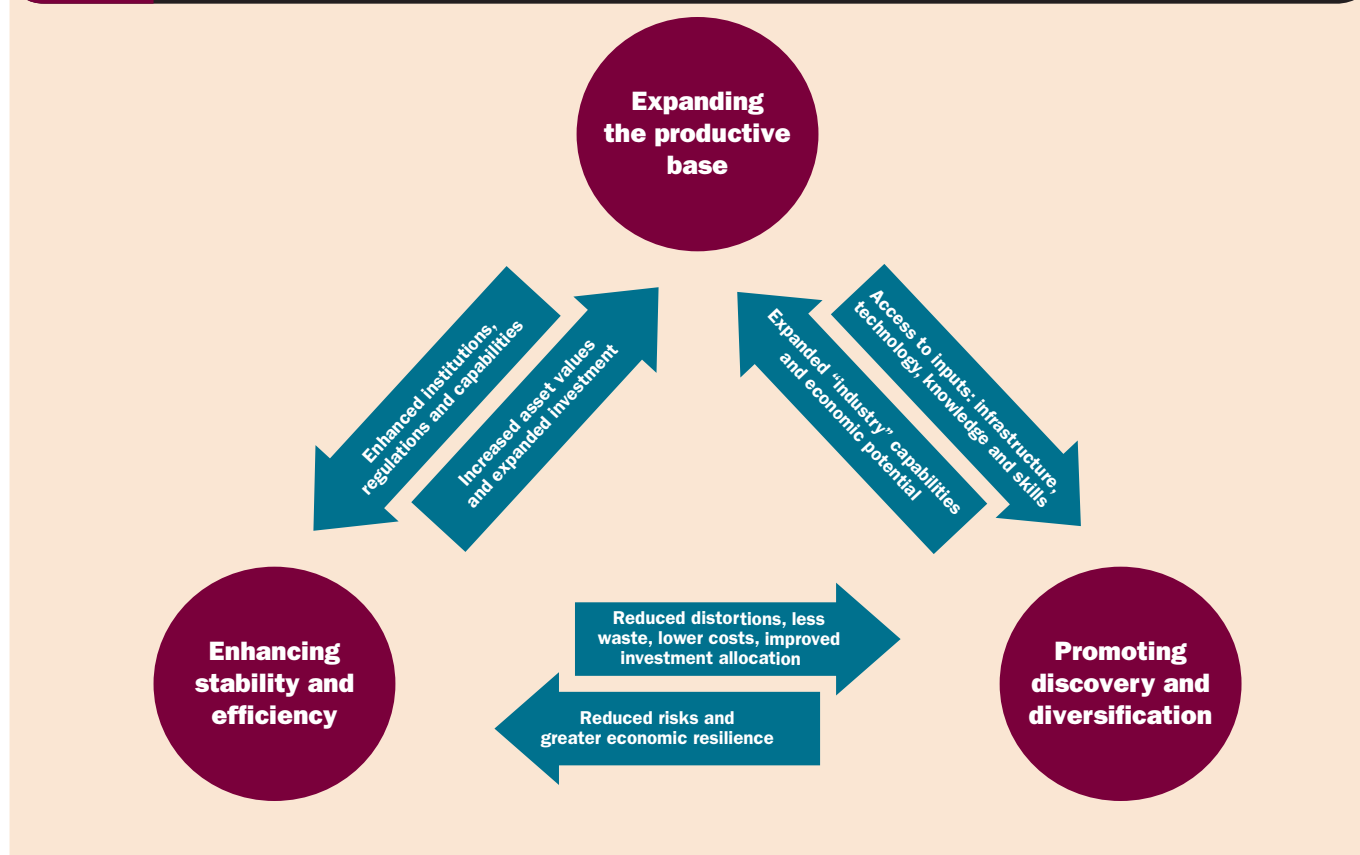 Expanding
the productive
base
Enhanced institutions,
regulations and capabilities
Increased asset values
and expanded investment
Expanded “industry” capabilities
and economic potential
Access to inputs: infrastructure,
technology, knowledge and skills
Enhancing
stability and
efficiency
Reduced distortions, less
waste, lower costs, improved
investment allocation
Reduced risks and
greater economic resilience
Promoting
discovery and
diversification